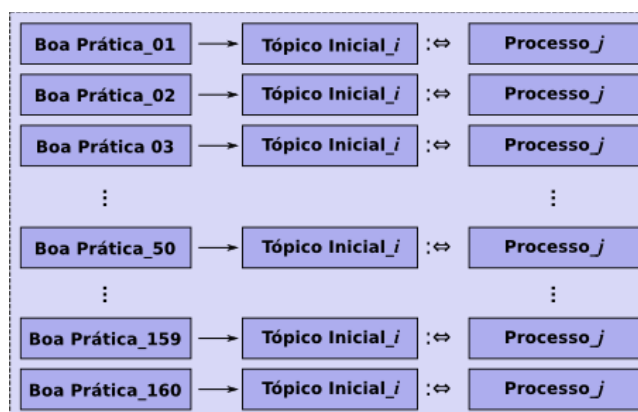 Boa Prática_01 → Tópico Inicial_i :⇔ Processo_j
Boa Prática_02 → Tópico Inicial_i :⇔ Processo_j
Boa Prática 03 → Tópico Inicial_i :⇔ Processo_j
⋮ ⋮
Boa Prática_50 → Tópico Inicial_i :⇔ Processo_j
⋮ ⋮
Boa Prática_159 → Tópico Inicial_i :⇔ Processo_j
Boa Prática_160 → Tópico Inicial_i :⇔ Processo_j